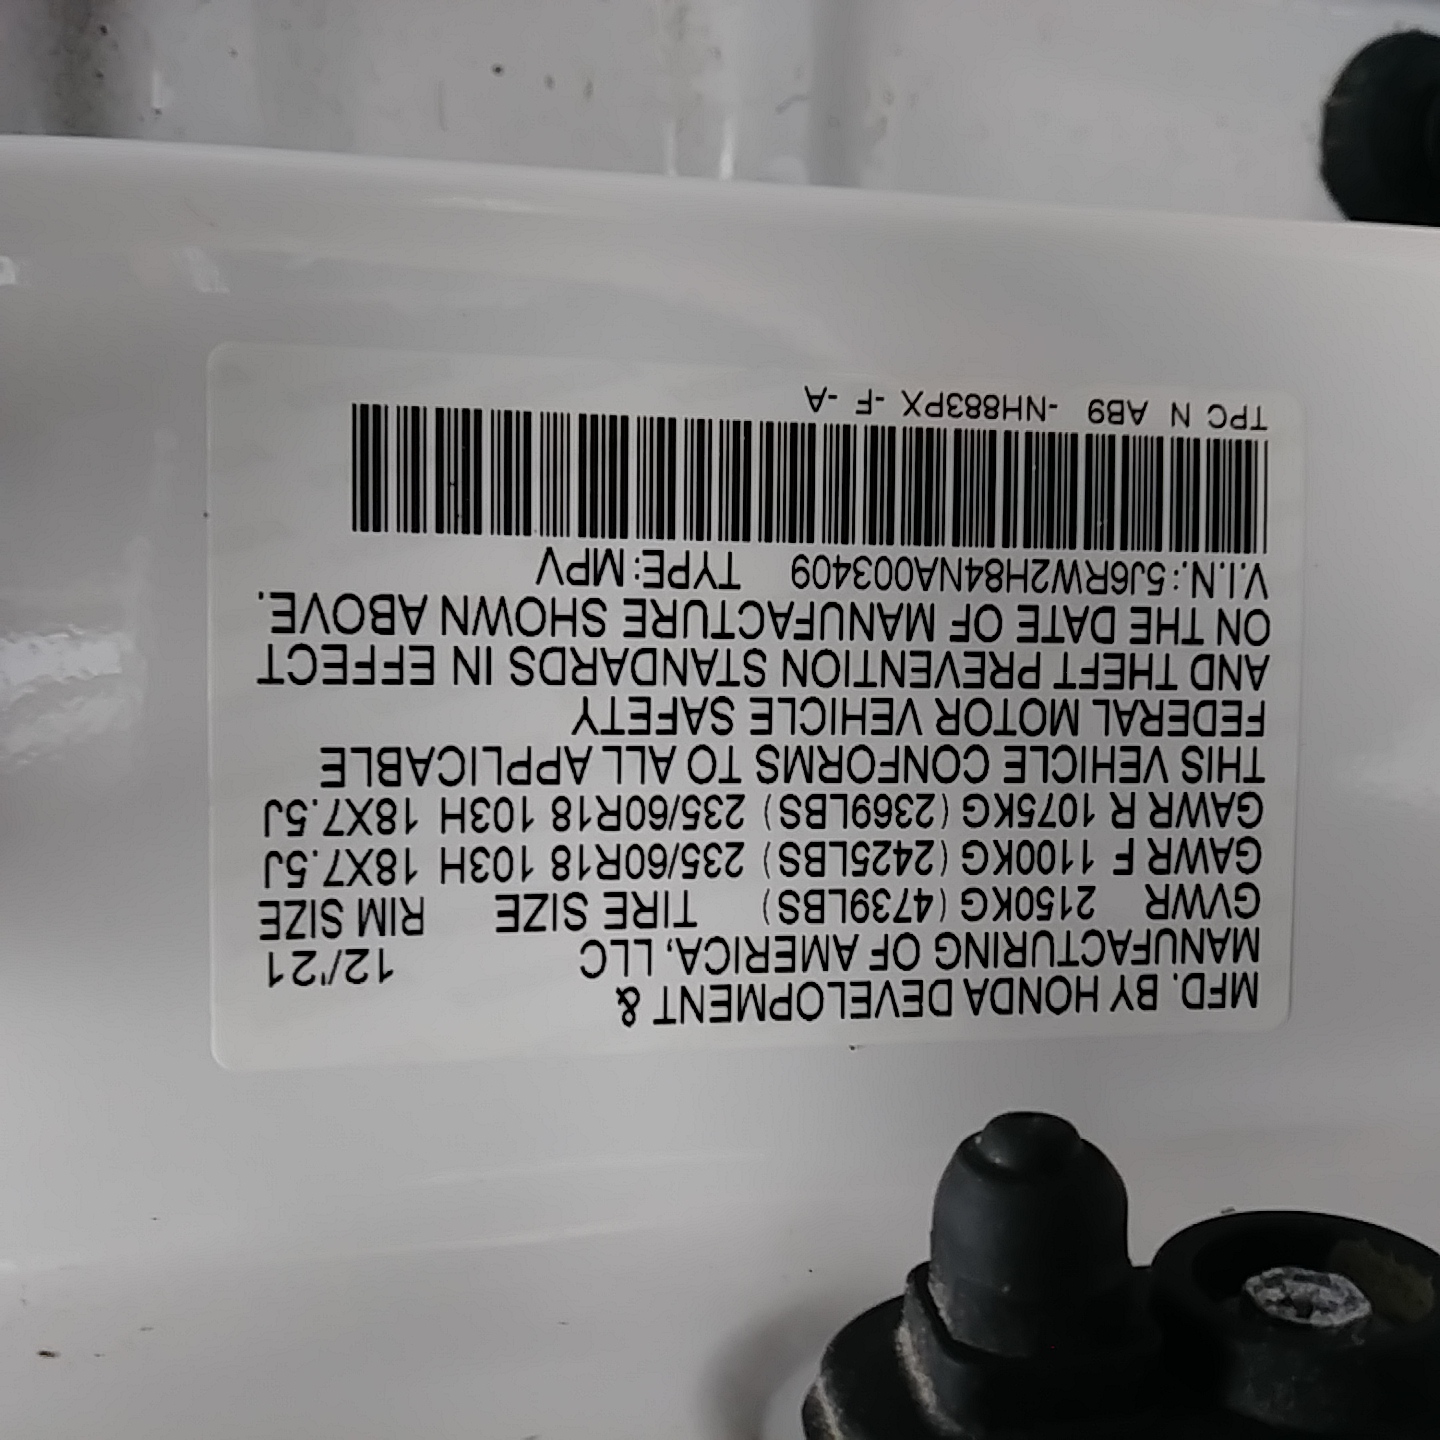 MFD. BY HONDA DEVELOPMENT &
MANUFACTURING OF AMERICA, LLC 12/'21
GVWR 2150KG (4739LBS) TIRE SIZE RIM SIZE
GAWR F 1100KG (2425LBS) 235/60R18 103H 18X7.5J
GAWR R 1075KG (2369LBS) 235/60R18 103H 18X7.5J
THIS VEHICLE CONFORMS TO ALL APPLICABLE
FEDERAL MOTOR VEHICLE SAFETY
AND THEFT PREVENTION STANDARDS IN EFFECT
ON THE DATE OF MANUFACTURE SHOWN ABOVE.
V.I.N.:5J6RW2H84NA003409 TYPE:MPV
TPC N AB9 -NH883PX -F -A